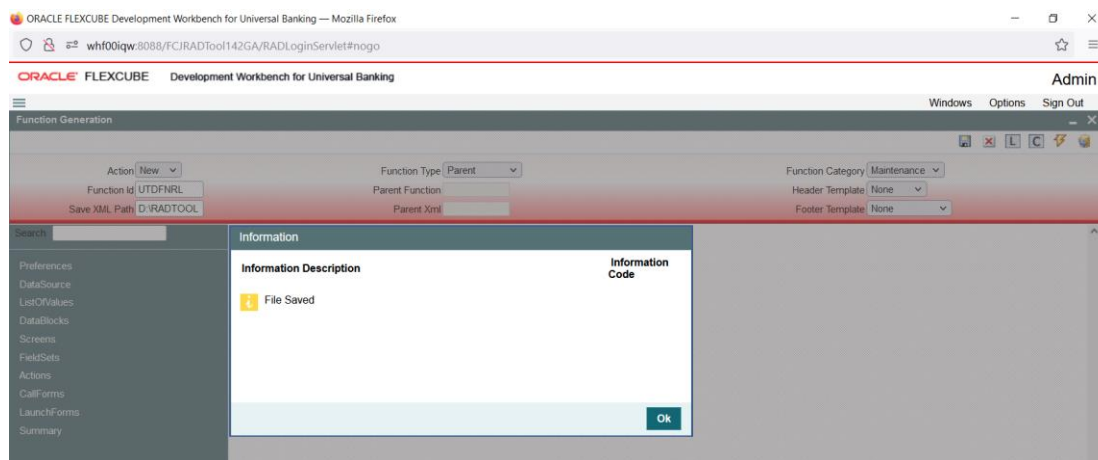 ORACLE FLEXCUBE Development Workbench for Universal Banking — Mozilla Firefox
whf00iqw:8088/FCJRADTool142GA/RADLoginServlet#nogo
ORACLE FLEXCUBE Development Workbench for Universal Banking Admin
Windows Options Sign Out
Function Generation
L C
Action New Function Type Parent Function Category Maintenance
Function Id UTDFNRL Parent Function Header Template None
Save XML Path D:\RADTOOL Parent Xml Footer Template None
Search
Information
Information Description Information Code
File Saved
Ok
Preferences
DataSource
ListOfValues
DataBlocks
Screens
FieldSets
Actions
CallForms
LaunchForms
Summary